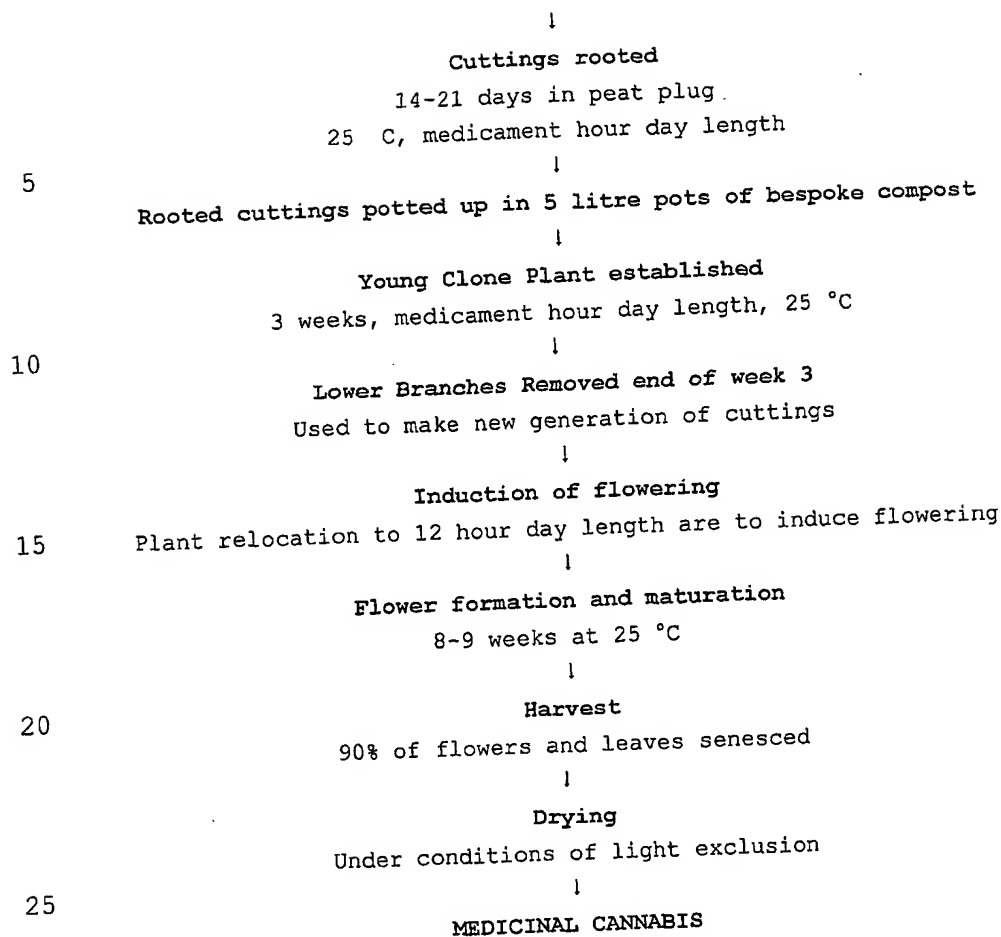 ↓
Cuttings rooted
14-21 days in peat plug
25 C, medicament hour day length
↓
5
Rooted cuttings potted up in 5 litre pots of bespoke compost
↓
Young Clone Plant established
3 weeks, medicament hour day length, 25 °C
↓
10
Lower Branches Removed end of week 3
Used to make new generation of cuttings
↓
Induction of flowering
15 Plant relocation to 12 hour day length are to induce flowering
↓
Flower formation and maturation
8-9 weeks at 25 °C
↓
20 Harvest
90% of flowers and leaves senesced
↓
Drying
Under conditions of light exclusion
↓
25
MEDICINAL CANNABIS